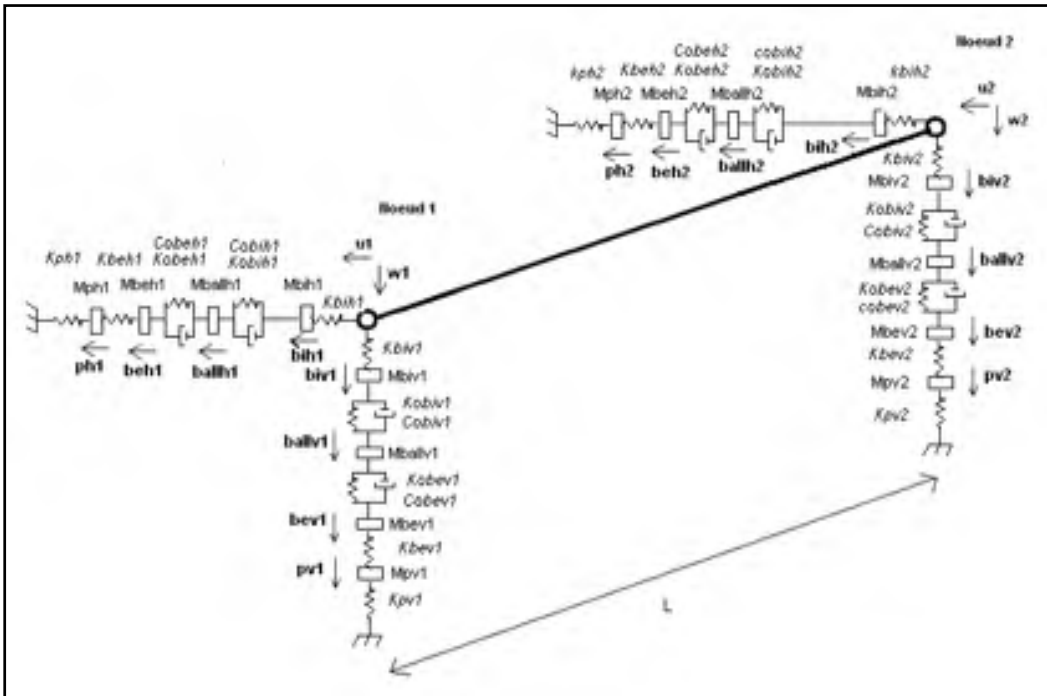 Cobeh2 cobih2
kph2 Kbeh2 Kobeh2 Kobih2 kbih2
Mph2 Mbeh2 Mballh2 Mbih2
Noeud 2
u2
w2
ph2 beh2 ballh2 bih2
Kbiv2
Mbiv2 biv2
Kobiv2
Cobiv2
Mballv2 ballv2
Kobev2
cobev2
Mbev2 bev2
Kbev2
Mpv2 pv2
Kpv2
Noeud 1
Cobeh1 Cobih1
Kph1 Kbeh1 Kobeh1 Kobih1
Mph1 Mbeh1 Mballh1 Mbih1
u1
w1
Kbih1
ph1 beh1 ballh1 bih1
Kbiv1
biv1 Mbiv1
Kobiv1
Cobiv1
ballv1 Mballv1
Kobev1
Cobev1
bev1 Mbev1
Kbev1
pv1 Mpv1
Kpv1
L